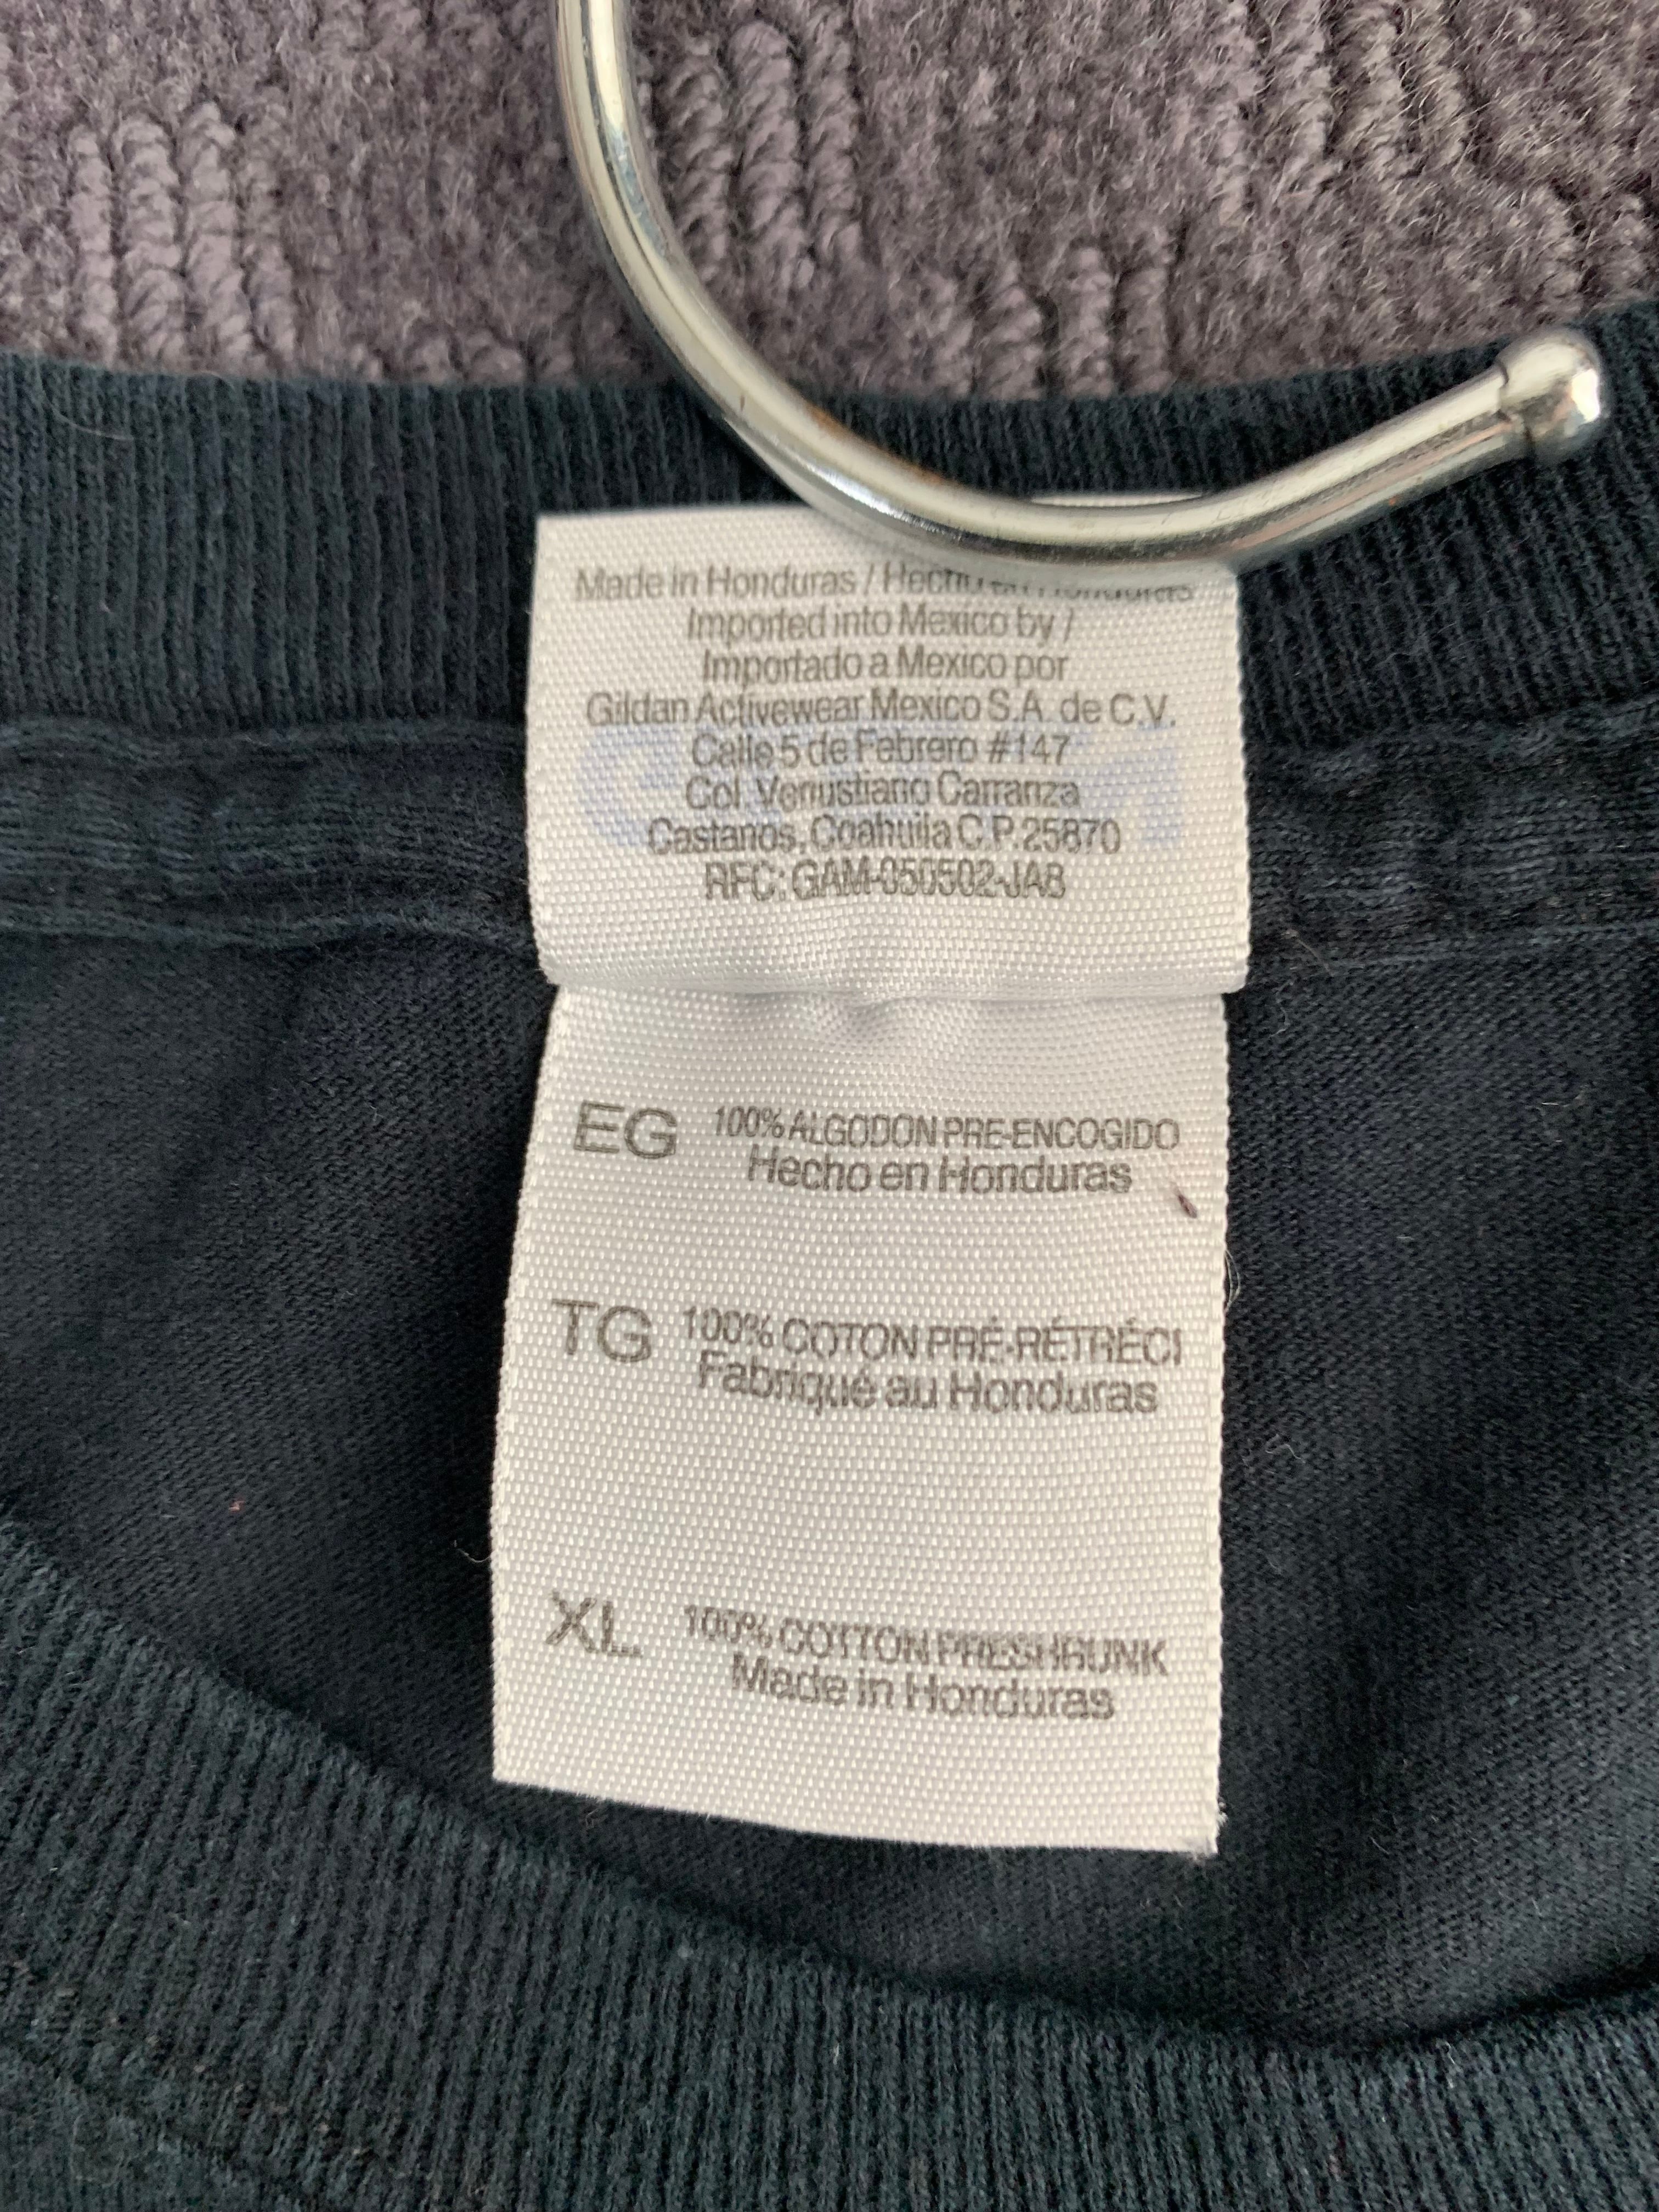 Made in Honduras / Hecho en Honduras
Imported into Mexico by /
Importado a Mexico por
Gildan Activewear Mexico S.A. de C.V.
Calle 5 de Febrero #147
Col. Venustiano Carranza
Castanos, Coahuila C.P. 25870
RFC: GAM-050502-JA8
EG 100% ALGODON PRE-ENCOGIDO
Hecho en Honduras
TG 100% COTON PRÉ-RÉTRÉCI
Fabriqué au Honduras
XL 100% COTTON PRESHRUNK
Made in Honduras